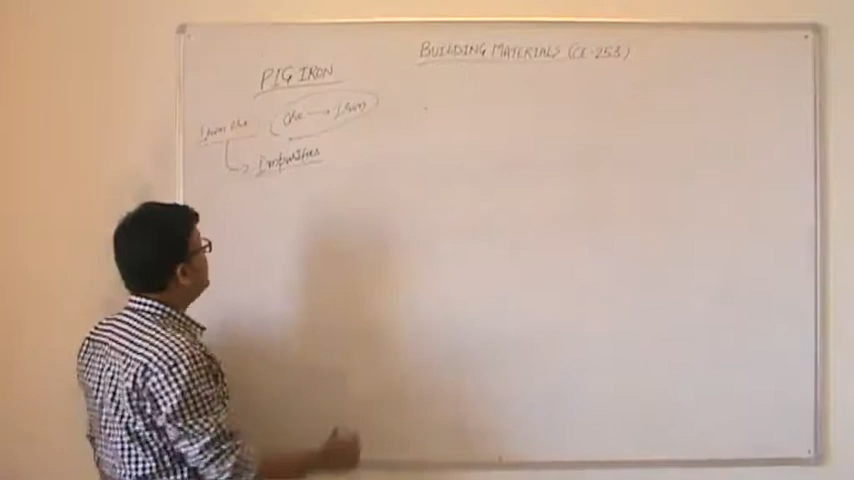 BUILDING MATERIALS (CE-253)
PIG IRON
Iron Ore
Ore → Iron
Impurities